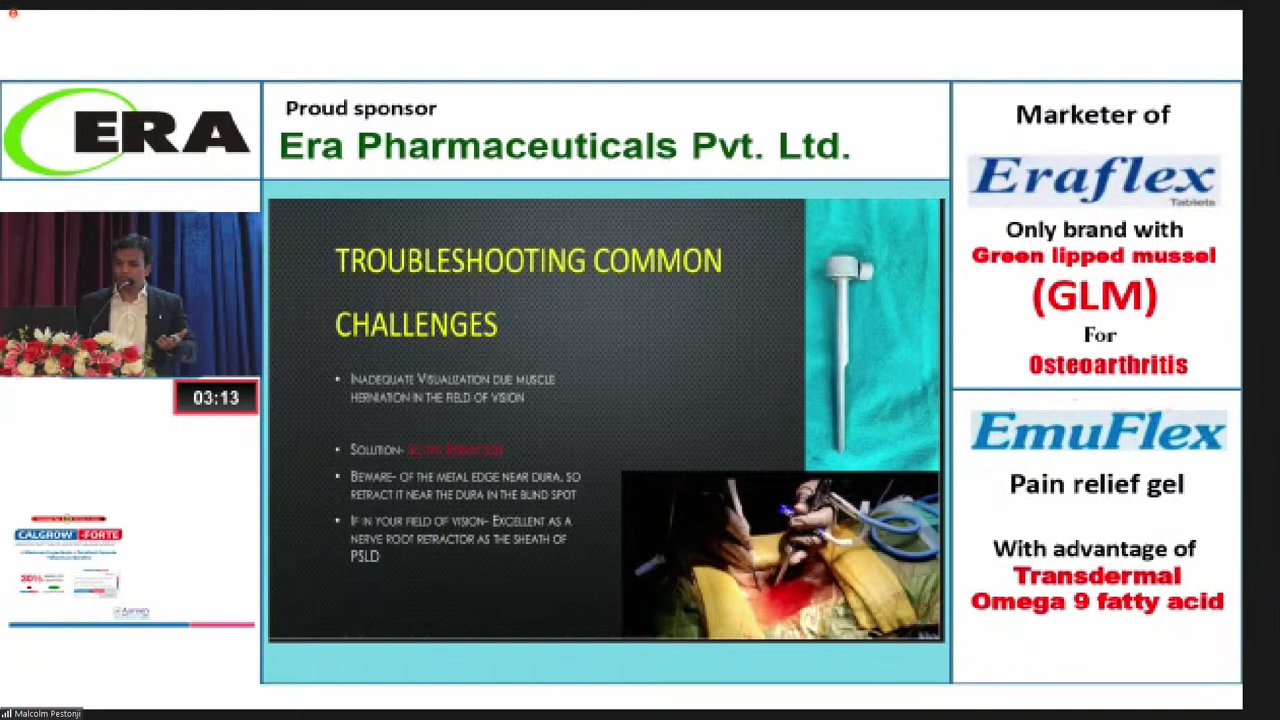 ERA
Proud sponsor
Era Pharmaceuticals Pvt. Ltd.
Marketer of
Eraflex
Tablets
Only brand with
Green lipped mussel
(GLM)
For
Osteoarthritis
EmuFlex
Pain relief gel
With advantage of
Transdermal
Omega 9 fatty acid
TROUBLESHOOTING COMMON
CHALLENGES
• INADEQUATE VISUALIZATION DUE MUSCLE
HERNIATION IN THE FIELD OF VISION
• SOLUTION- RETRACTOR
• BEWARE- OF THE METAL EDGE NEAR DURA, SO
RETRACT IT NEAR THE DURA IN THE BLIND SPOT
• IF IN YOUR FIELD OF VISION- EXCELLENT AS A
NERVE ROOT RETRACTOR AS THE SHEATH OF
PSLD
03:13
CALGROW-FORTE
30%
Malcolm Pestonji